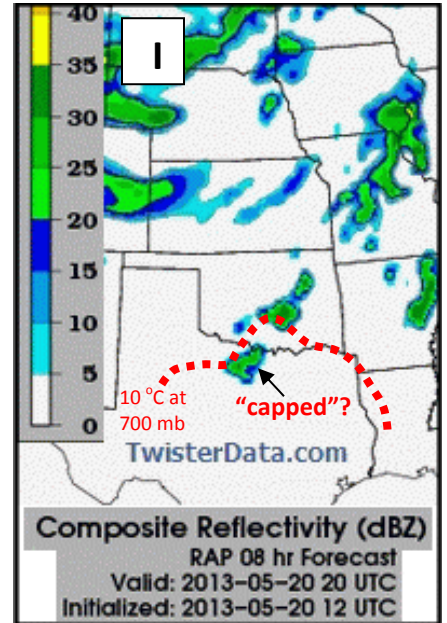 40
I
35
30
25
20
15
10
5
0
10 °C at
700 mb
"capped"?
TwisterData.com
Composite Reflectivity (dBZ)
RAP 08 hr Forecast
Valid: 2013-05-20 20 UTC
Initialized: 2013-05-20 12 UTC